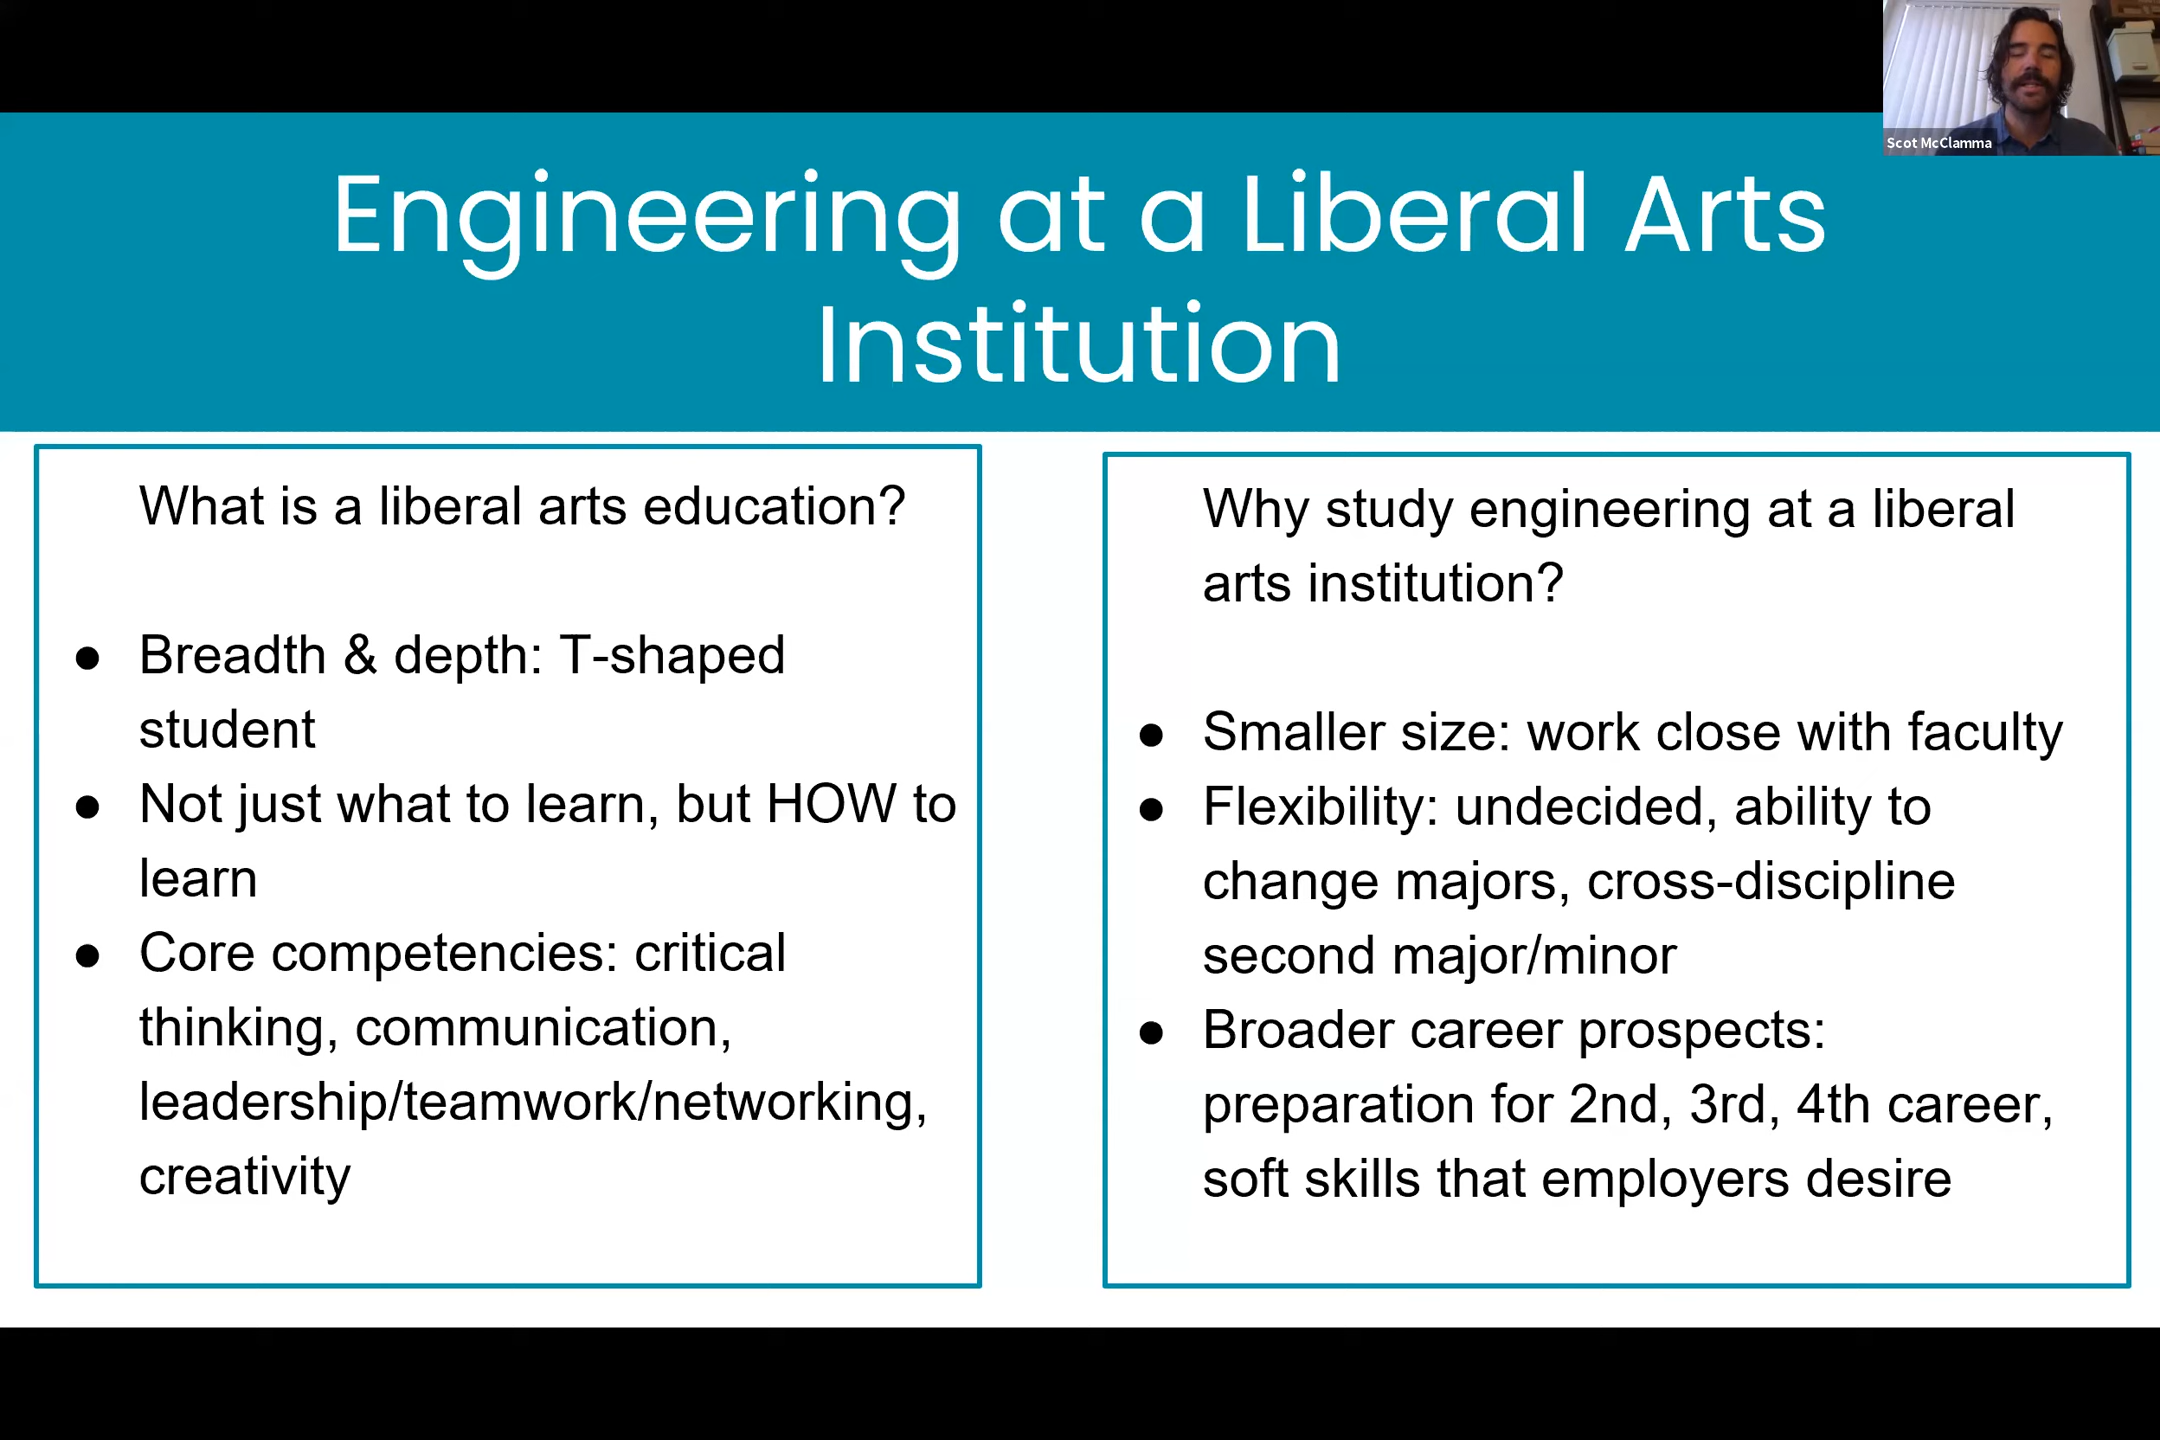 Scot McClamma
Engineering at a Liberal Arts
Institution
What is a liberal arts education?
● Breadth & depth: T-shaped
student
● Not just what to learn, but HOW to
learn
● Core competencies: critical
thinking, communication,
leadership/teamwork/networking,
creativity
Why study engineering at a liberal
arts institution?
● Smaller size: work close with faculty
● Flexibility: undecided, ability to
change majors, cross-discipline
second major/minor
● Broader career prospects:
preparation for 2nd, 3rd, 4th career,
soft skills that employers desire